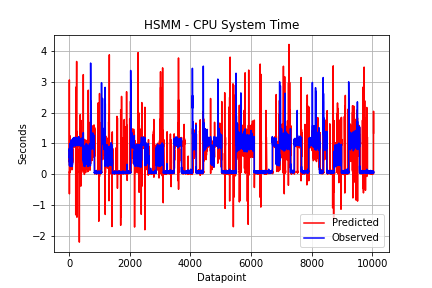 HSMM - CPU System Time
4
3
2
1
0
−1
−2
Seconds
0
2000
4000
6000
8000
10000
Datapoint
Predicted
Observed